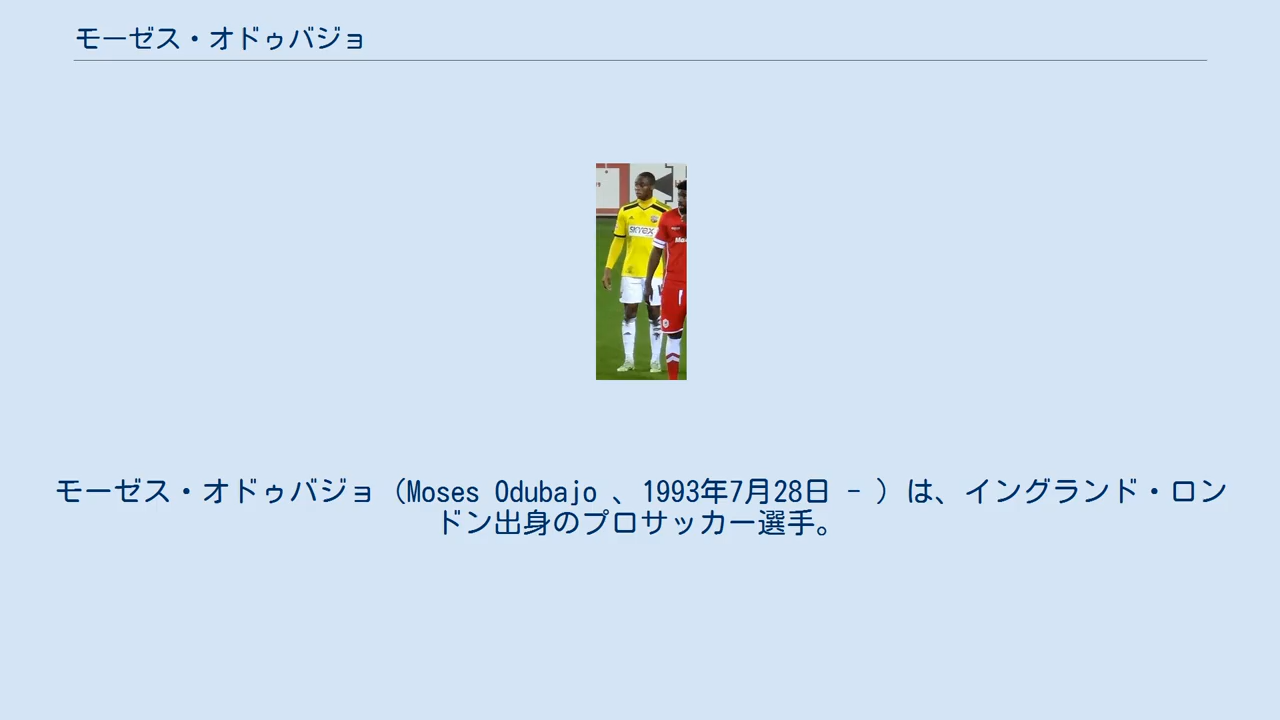 モーゼス・オドゥバジョ
SKYEX
モーゼス・オドゥバジョ（Moses Odubajo 、1993年7月28日 - ）は、イングランド・ロン
ドン出身のプロサッカー選手。